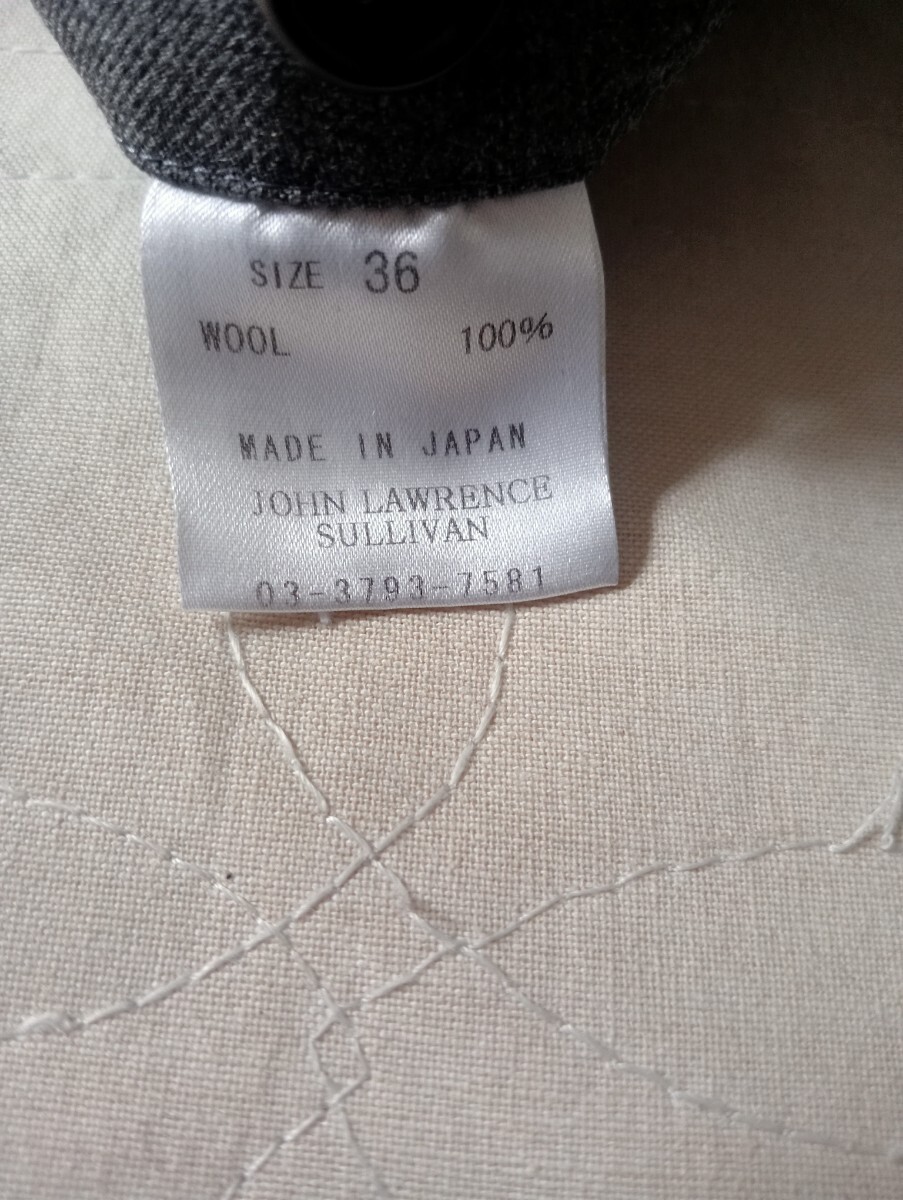 SIZE 36
WOOL 100%
MADE IN JAPAN
JOHN LAWRENCE
SULLIVAN
03-3793-7581